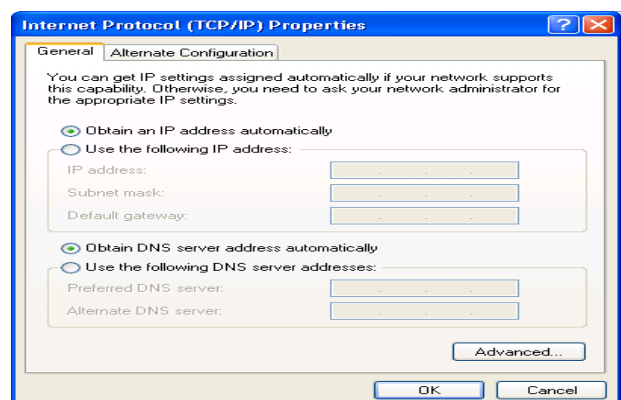 Internet Protocol (TCP/IP) Properties
General
Alternate Configuration
You can get IP settings assigned automatically if your network supports
this capability. Otherwise, you need to ask your network administrator for
the appropriate IP settings.
Obtain an IP address automatically
Use the following IP address:
IP address:
Subnet mask:
Default gateway:
Obtain DNS server address automatically
Use the following DNS server addresses:
Preferred DNS server:
Alternate DNS server:
Advanced...
OK
Cancel